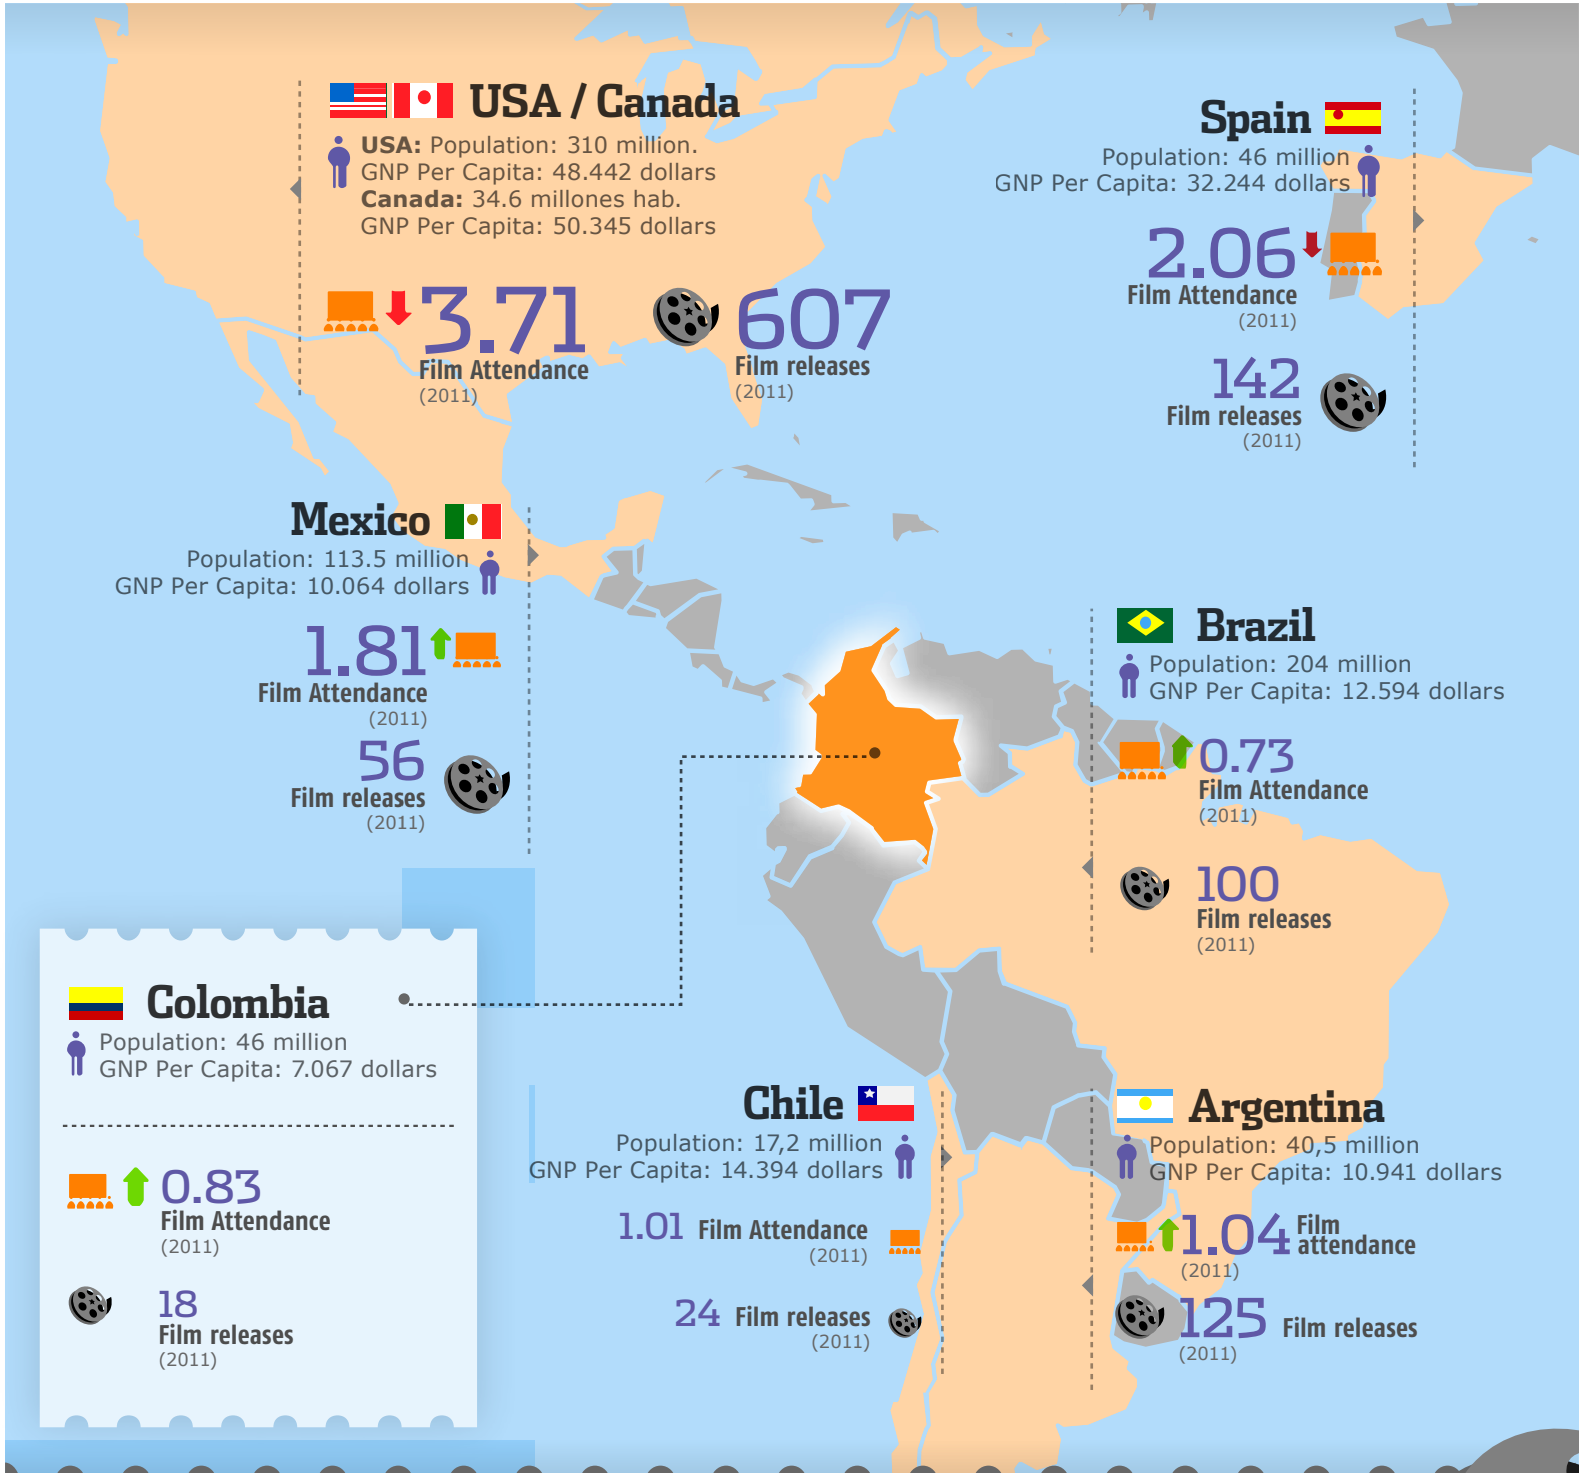 USA / Canada
USA: Population: 310 million.
GNP Per Capita: 48.442 dollars
Canada: 34.6 millones hab.
GNP Per Capita: 50.345 dollars
3.71
Film Attendance
(2011)
607
Film releases
(2011)
Spain
Population: 46 million
GNP Per Capita: 32.244 dollars
2.06
Film Attendance
(2011)
142
Film releases
(2011)
Mexico
Population: 113.5 million
GNP Per Capita: 10.064 dollars
1.81
Film Attendance
(2011)
56
Film releases
(2011)
Brazil
Population: 204 million
GNP Per Capita: 12.594 dollars
0.73
Film Attendance
(2011)
100
Film releases
(2011)
Colombia
Population: 46 million
GNP Per Capita: 7.067 dollars
0.83
Film Attendance
(2011)
18
Film releases
(2011)
Chile
Population: 17,2 million
GNP Per Capita: 14.394 dollars
1.01 Film Attendance
(2011)
24 Film releases
(2011)
Argentina
Population: 40,5 million
GNP Per Capita: 10.941 dollars
1.04 Film
attendance
(2011)
125 Film releases
(2011)